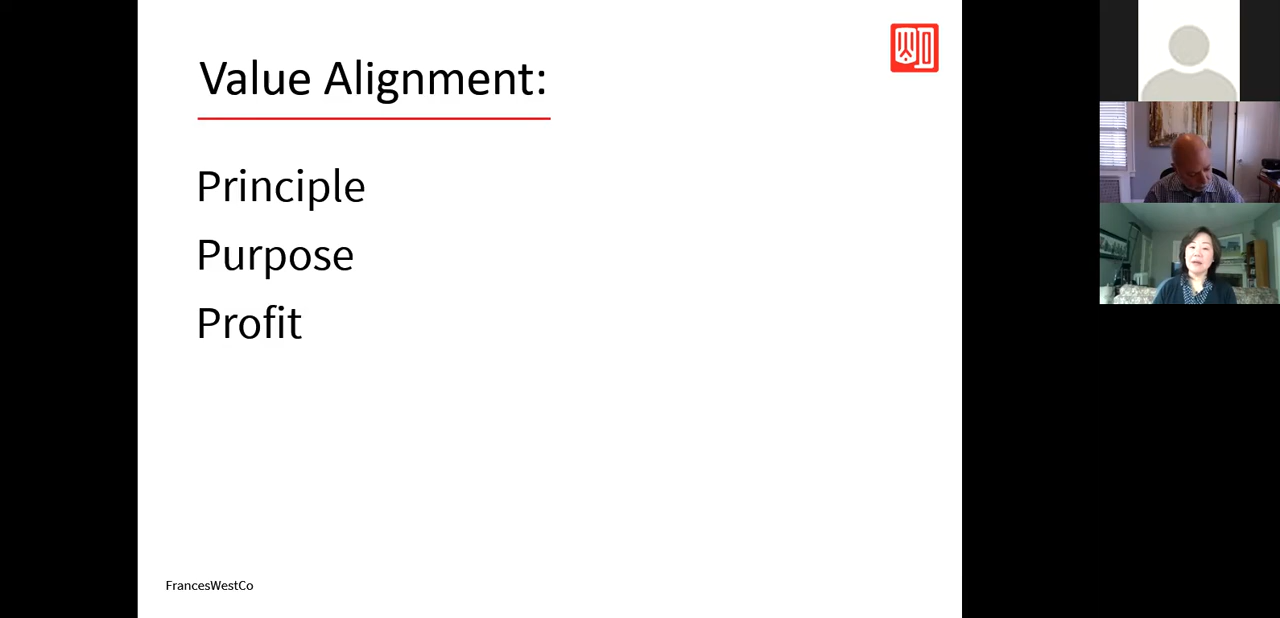 Value Alignment:
Principle
Purpose
Profit
FrancesWestCo